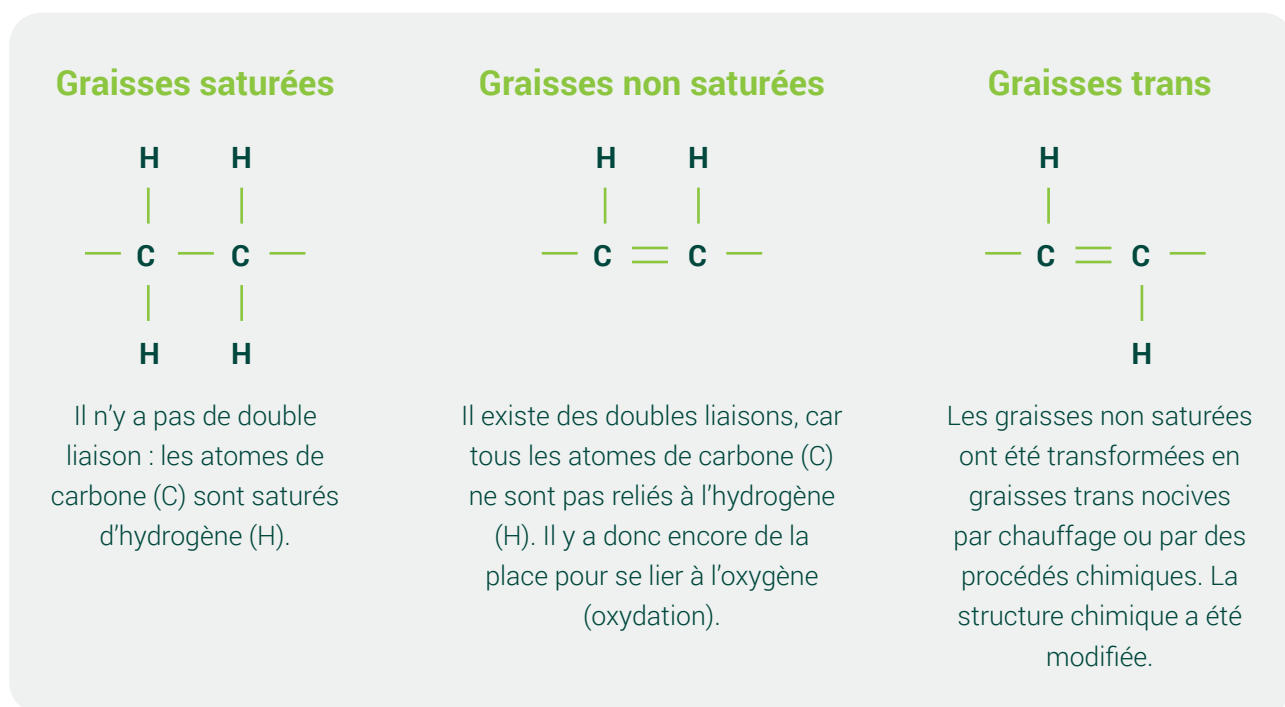 Graisses saturées
H H
C C
H H
Il n'y a pas de double
liaison : les atomes de
carbone (C) sont saturés
d'hydrogène (H).
Graisses non saturées
H H
C C
Il existe des doubles liaisons, car
tous les atomes de carbone (C)
ne sont pas reliés à l'hydrogène
(H). Il y a donc encore de la
place pour se lier à l'oxygène
(oxydation).
Graisses trans
H
C C
H
Les graisses non saturées
ont été transformées en
graisses trans nocives
par chauffage ou par des
procédés chimiques. La
structure chimique a été
modifiée.